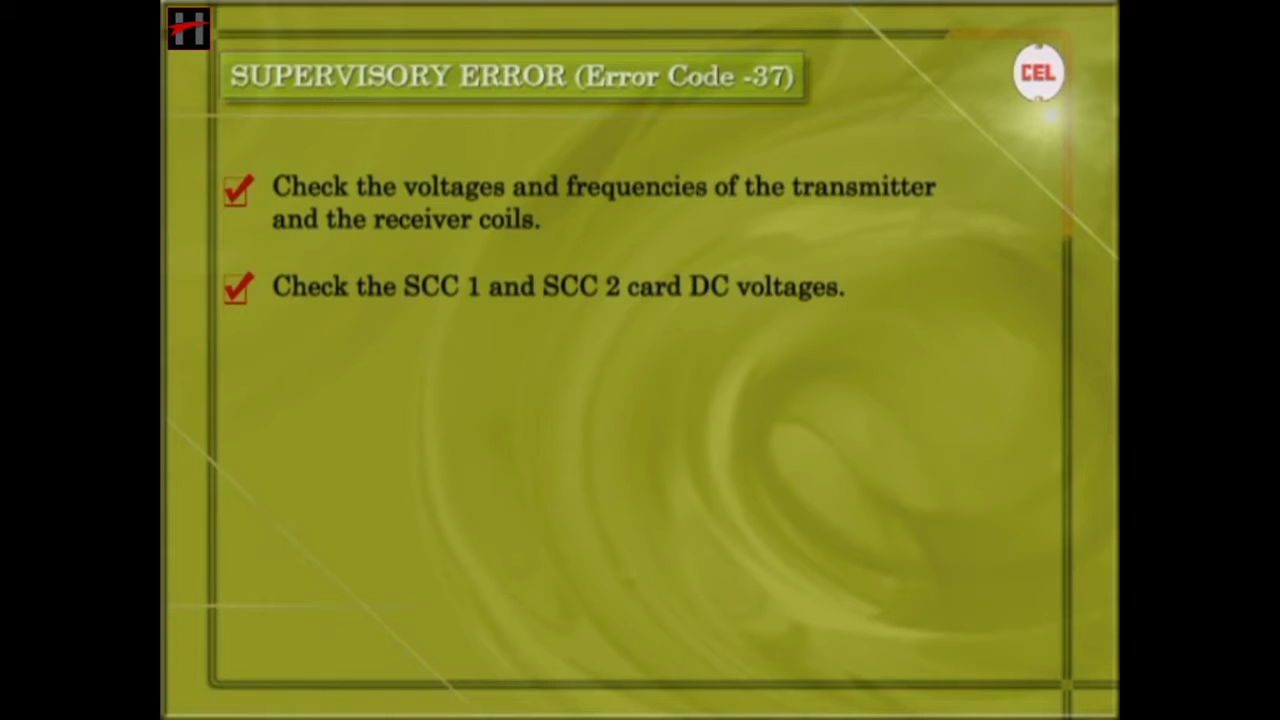 SUPERVISORY ERROR (Error Code -37)
CEL
Check the voltages and frequencies of the transmitter
and the receiver coils.
Check the SCC 1 and SCC 2 card DC voltages.